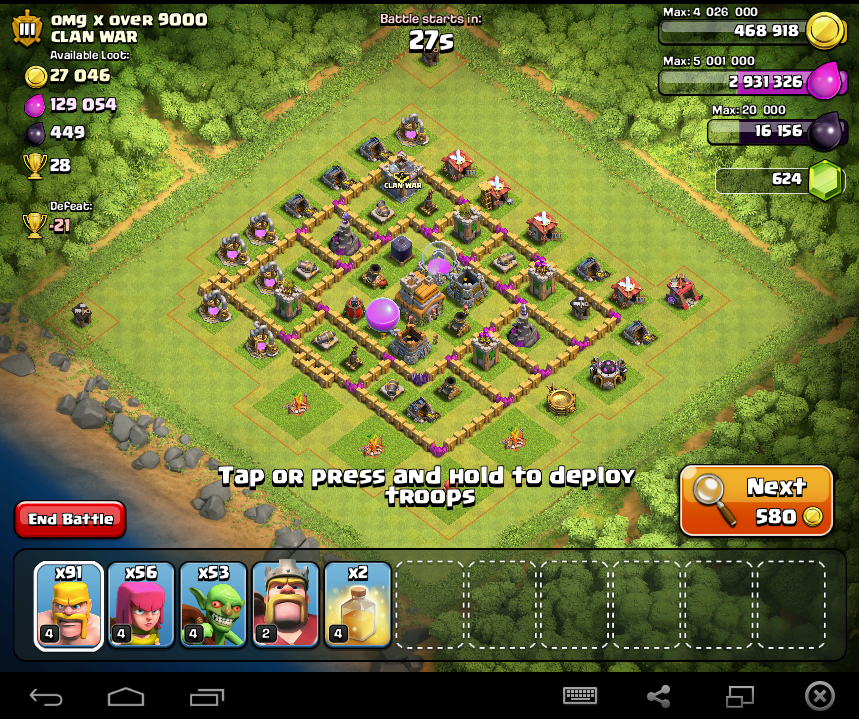 omg x over 9000
CLAN WAR
Available Loot:
27 046
129 054
449
28
Defeat:
-21
Battle starts in:
27s
Max: 4 026 000
468 918
Max: 5 001 000
2 931 326
Max: 20 000
16 156
624
CLAN WAR
Tap or press and hold to deploy
troops
End Battle
Next
580
x91
4
x56
4
x53
4
2
x2
4